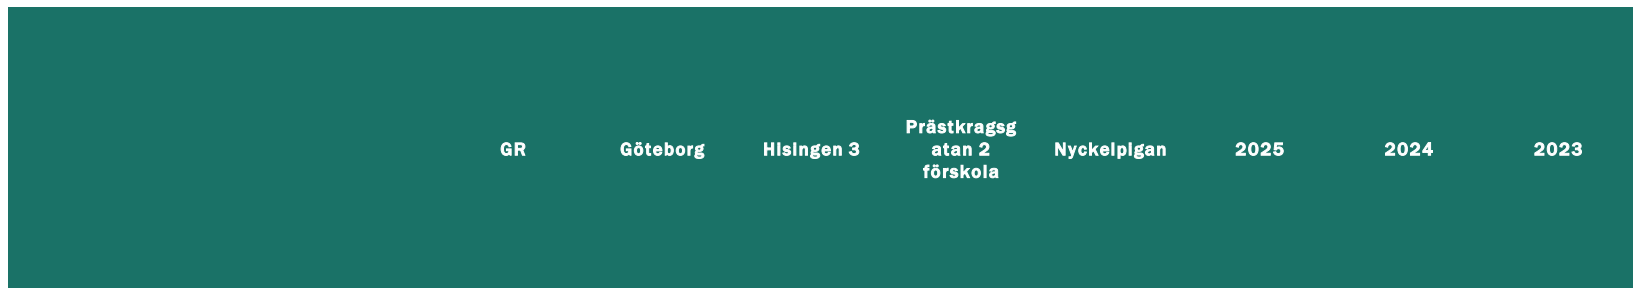 GR Göteborg Hisingen 3 Prästkragsg
atan 2
förskola Nyckelpigan 2025 2024 2023